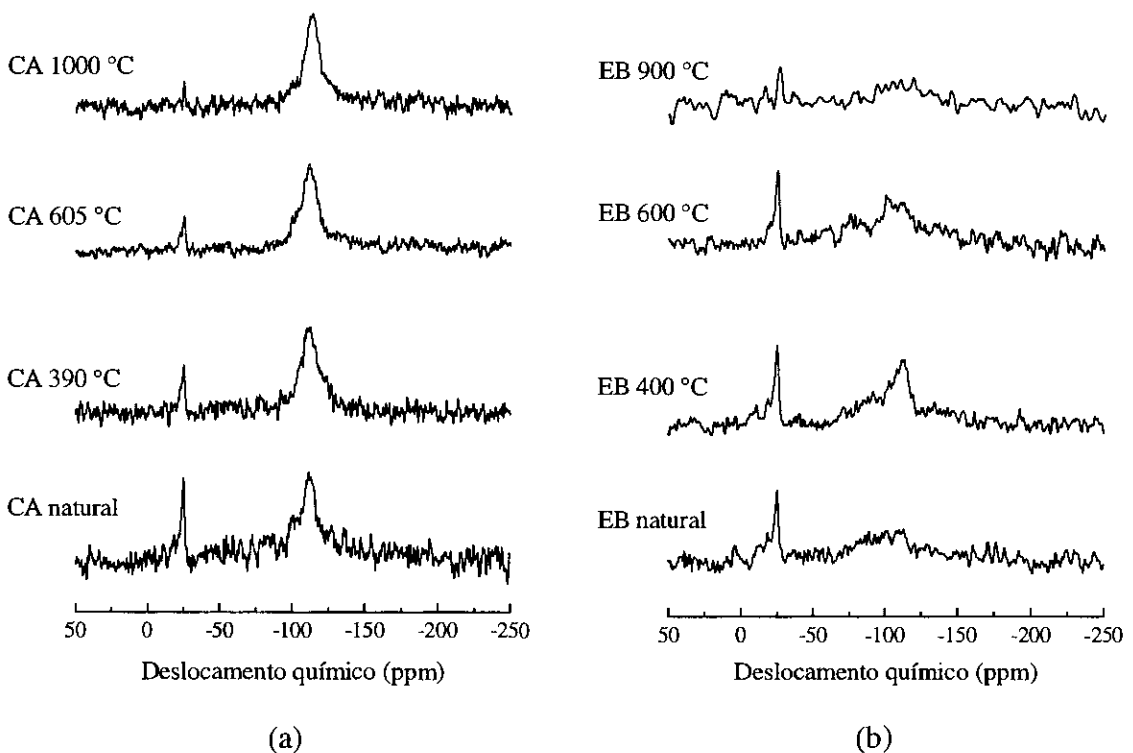 CA 1000 °C
CA 605 °C
CA 390 °C
CA natural
50 0 -50 -100 -150 -200 -250
Deslocamento químico (ppm)
(a)
EB 900 °C
EB 600 °C
EB 400 °C
EB natural
50 0 -50 -100 -150 -200 -250
Deslocamento químico (ppm)
(b)